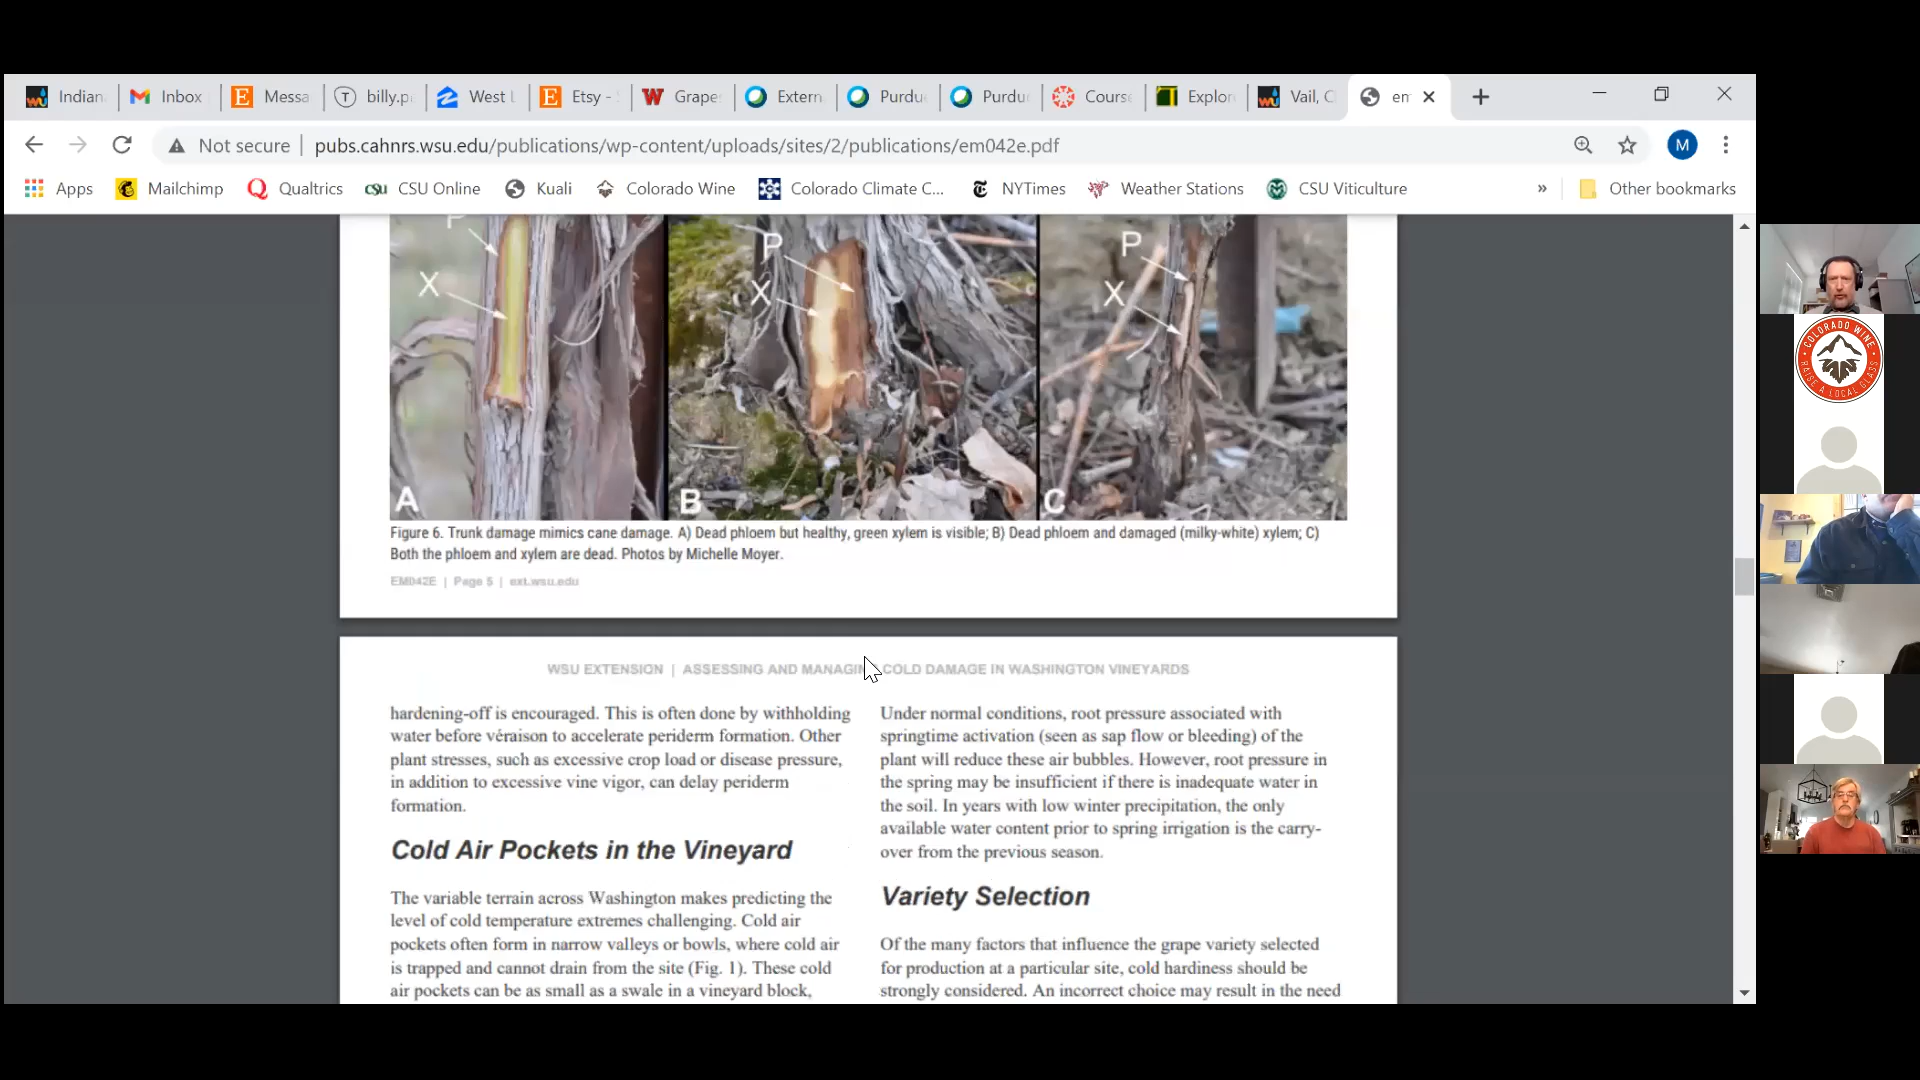 Indian
Inbox
Messa
billy.p
West L
Etsy -
Grape
Extern
Purdu
Purdu
Course
Explor
Vail, C
em
Not secure
pubs.cahnrs.wsu.edu/publications/wp-content/uploads/sites/2/publications/em042e.pdf
M
Apps
Mailchimp
Qualtrics
CSU Online
Kuali
Colorado Wine
Colorado Climate C...
NYTimes
Weather Stations
CSU Viticulture
»
Other bookmarks
P
X
A
P
X
B
P
X
C
Figure 6. Trunk damage mimics cane damage. A) Dead phloem but healthy, green xylem is visible; B) Dead phloem and damaged (milky-white) xylem; C)
Both the phloem and xylem are dead. Photos by Michelle Moyer.
EM042E | Page 5 | ext.wsu.edu
WSU EXTENSION | ASSESSING AND MANAGING COLD DAMAGE IN WASHINGTON VINEYARDS
hardening-off is encouraged. This is often done by withholding
water before véraison to accelerate periderm formation. Other
plant stresses, such as excessive crop load or disease pressure,
in addition to excessive vine vigor, can delay periderm
formation.
Cold Air Pockets in the Vineyard
The variable terrain across Washington makes predicting the
level of cold temperature extremes challenging. Cold air
pockets often form in narrow valleys or bowls, where cold air
is trapped and cannot drain from the site (Fig. 1). These cold
air pockets can be as small as a swale in a vineyard block,
Under normal conditions, root pressure associated with
springtime activation (seen as sap flow or bleeding) of the
plant will reduce these air bubbles. However, root pressure in
the spring may be insufficient if there is inadequate water in
the soil. In years with low winter precipitation, the only
available water content prior to spring irrigation is the carry-
over from the previous season.
Variety Selection
Of the many factors that influence the grape variety selected
for production at a particular site, cold hardiness should be
strongly considered. An incorrect choice may result in the need
COLORADO WINE
RAISE A LOCAL GLASS